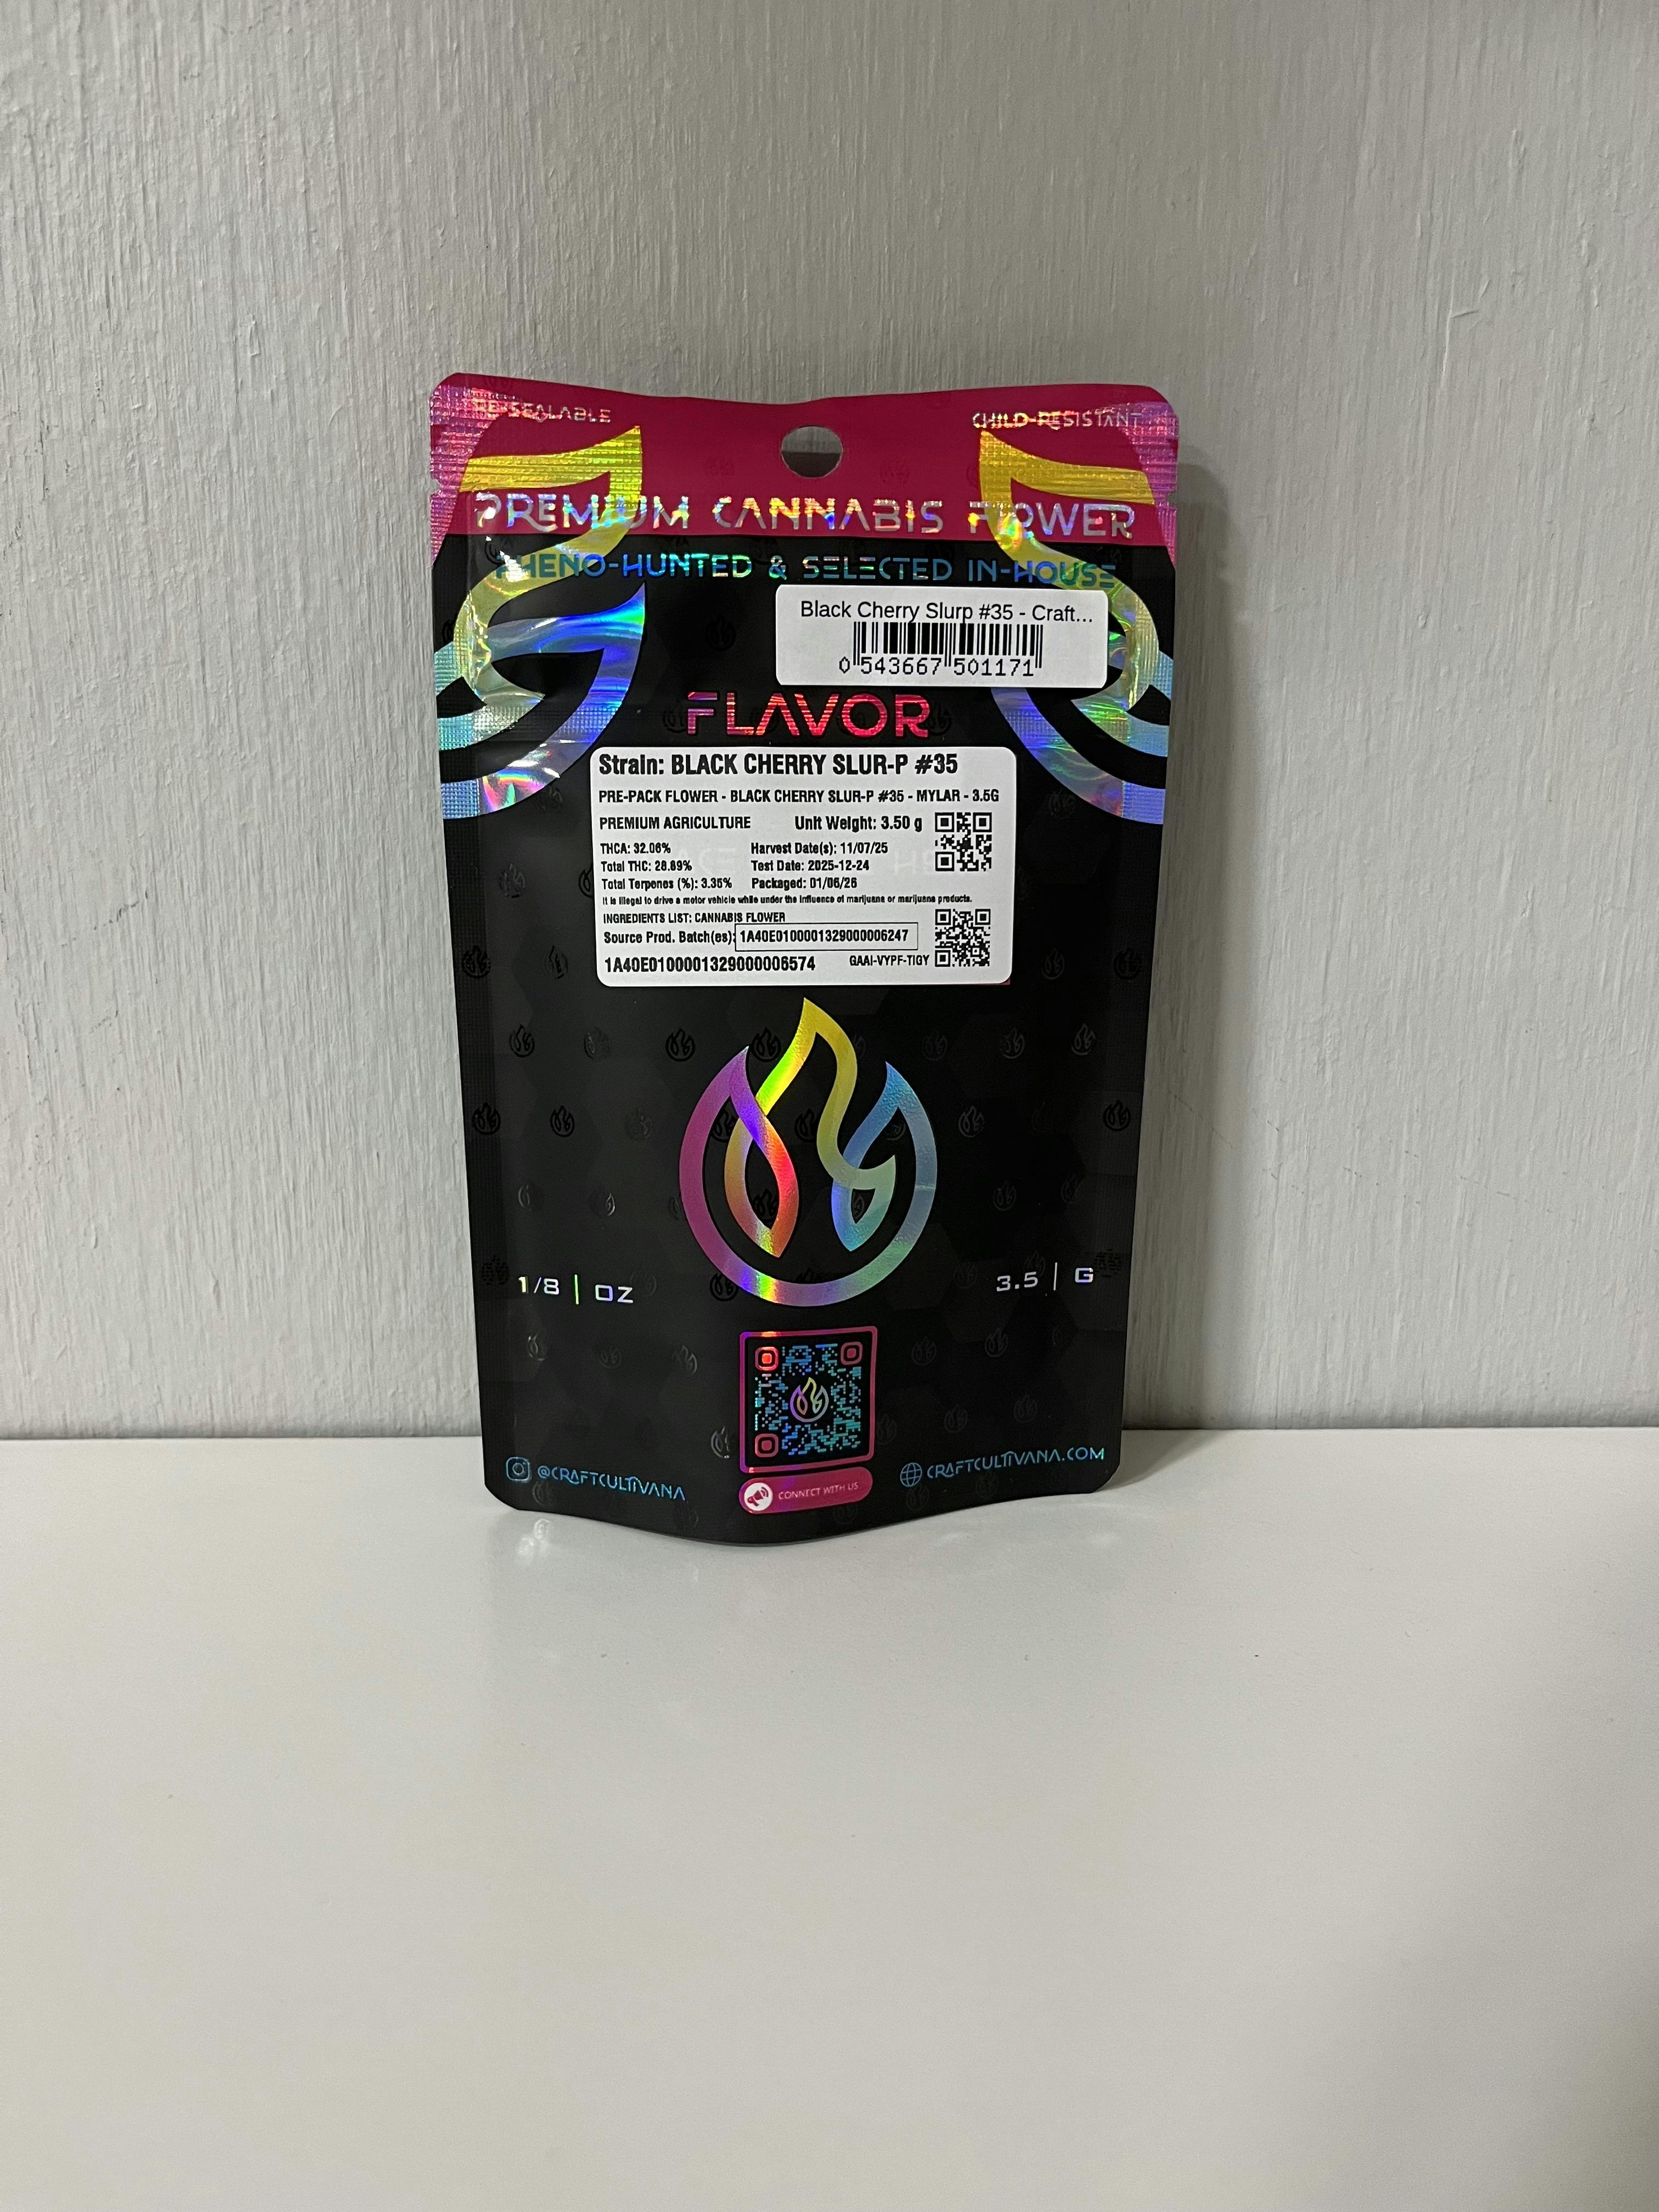 RE-SEALABLE
CHILD-RESISTANT
PREMIUM CANNABIS FLOWER
PHENO-HUNTED & SELECTED IN-HOUSE
Black Cherry Slurp #35 - Craft...
0 543667 501171
FLAVOR
Strain: BLACK CHERRY SLUR-P #35
PRE-PACK FLOWER - BLACK CHERRY SLUR-P #35 - MYLAR - 3.5G
PREMIUM AGRICULTURE Unit Weight: 3.50 g
THCA: 32.06% Harvest Date(s): 11/07/25
Total THC: 28.89% Test Date: 2025-12-24
Total Terpenes (%): 3.35% Packaged: 01/06/26
It is illegal to drive a motor vehicle while under the influence of marijuana or marijuana products.
INGREDIENTS LIST: CANNABIS FLOWER
Source Prod. Batch(es): 1A40E0100001329000006247
1A40E0100001329000006574 GAAI-VYPF-TIGY
1/8 | OZ
3.5 | G
@CRAFTCULTIVANA
CONNECT WITH US
CRAFTCULTIVANA.COM